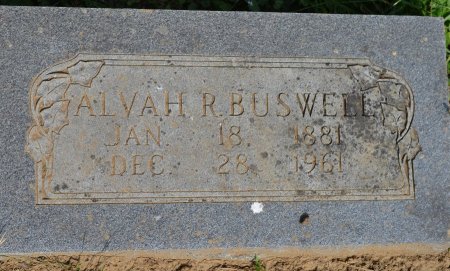 ALVAH R. BUSWELL
JAN. 18, 1881
DEC. 28, 1961